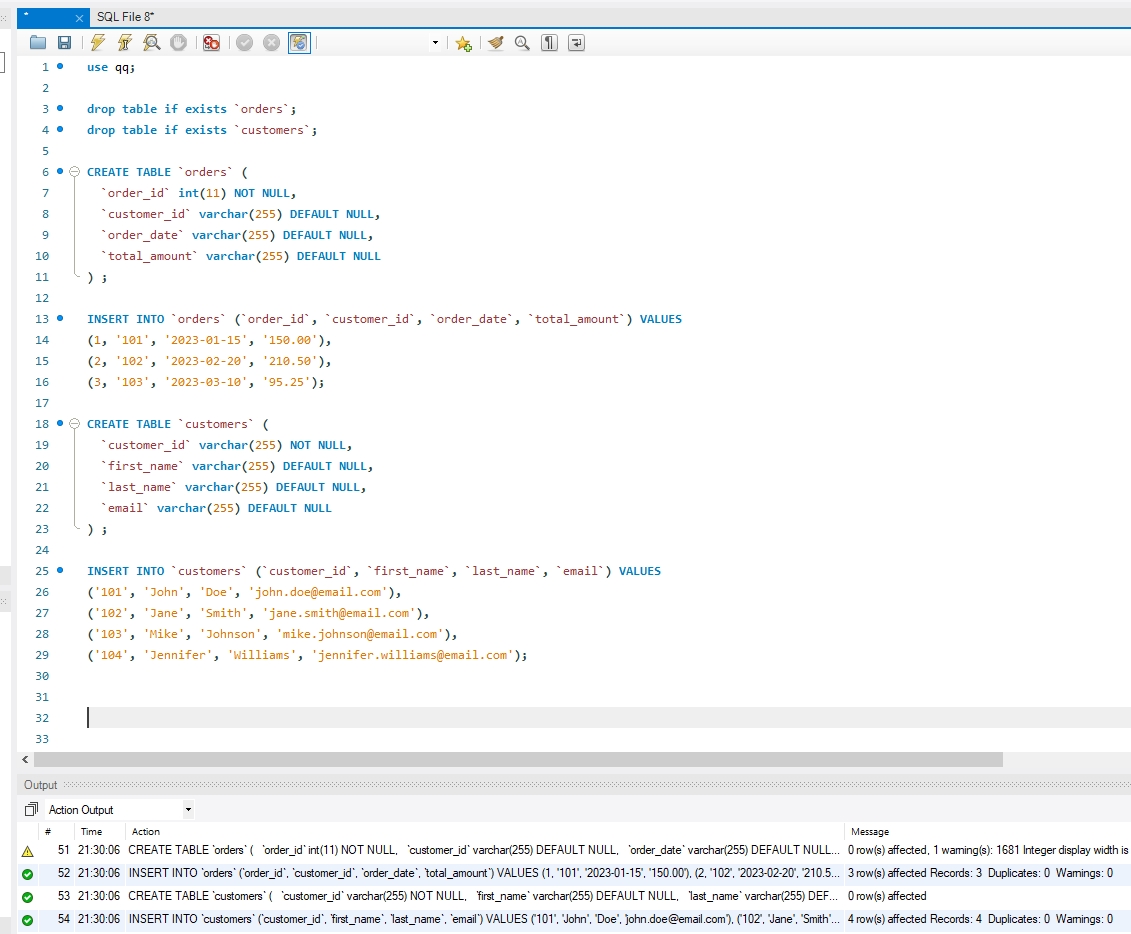 SQL File 8*
1 use qq;
2
3 drop table if exists `orders`;
4 drop table if exists `customers`;
5
6 CREATE TABLE `orders` (
7 `order_id` int(11) NOT NULL,
8 `customer_id` varchar(255) DEFAULT NULL,
9 `order_date` varchar(255) DEFAULT NULL,
10 `total_amount` varchar(255) DEFAULT NULL
11 ) ;
12
13 INSERT INTO `orders` (`order_id`, `customer_id`, `order_date`, `total_amount`) VALUES
14 (1, '101', '2023-01-15', '150.00'),
15 (2, '102', '2023-02-20', '210.50'),
16 (3, '103', '2023-03-10', '95.25');
17
18 CREATE TABLE `customers` (
19 `customer_id` varchar(255) NOT NULL,
20 `first_name` varchar(255) DEFAULT NULL,
21 `last_name` varchar(255) DEFAULT NULL,
22 `email` varchar(255) DEFAULT NULL
23 ) ;
24
25 INSERT INTO `customers` (`customer_id`, `first_name`, `last_name`, `email`) VALUES
26 ('101', 'John', 'Doe', 'john.doe@email.com'),
27 ('102', 'Jane', 'Smith', 'jane.smith@email.com'),
28 ('103', 'Mike', 'Johnson', 'mike.johnson@email.com'),
29 ('104', 'Jennifer', 'Williams', 'jennifer.williams@email.com');
30
31
32
33
Output
Action Output
# Time Action Message
51 21:30:06 CREATE TABLE `orders` ( `order_id` int(11) NOT NULL, `customer_id` varchar(255) DEFAULT NULL, `order_date` varchar(255) DEFAULT NULL... 0 row(s) affected, 1 warning(s): 1681 Integer display width is
52 21:30:06 INSERT INTO `orders` (`order_id`, `customer_id`, `order_date`, `total_amount`) VALUES (1, '101', '2023-01-15', '150.00'), (2, '102', '2023-02-20', '210.5... 3 row(s) affected Records: 3 Duplicates: 0 Warnings: 0
53 21:30:06 CREATE TABLE `customers` ( `customer_id` varchar(255) NOT NULL, `first_name` varchar(255) DEFAULT NULL, `last_name` varchar(255) DEF... 0 row(s) affected
54 21:30:06 INSERT INTO `customers` (`customer_id`, `first_name`, `last_name`, `email`) VALUES ('101', 'John', 'Doe', 'john.doe@email.com'), ('102', 'Jane', 'Smith'... 4 row(s) affected Records: 4 Duplicates: 0 Warnings: 0